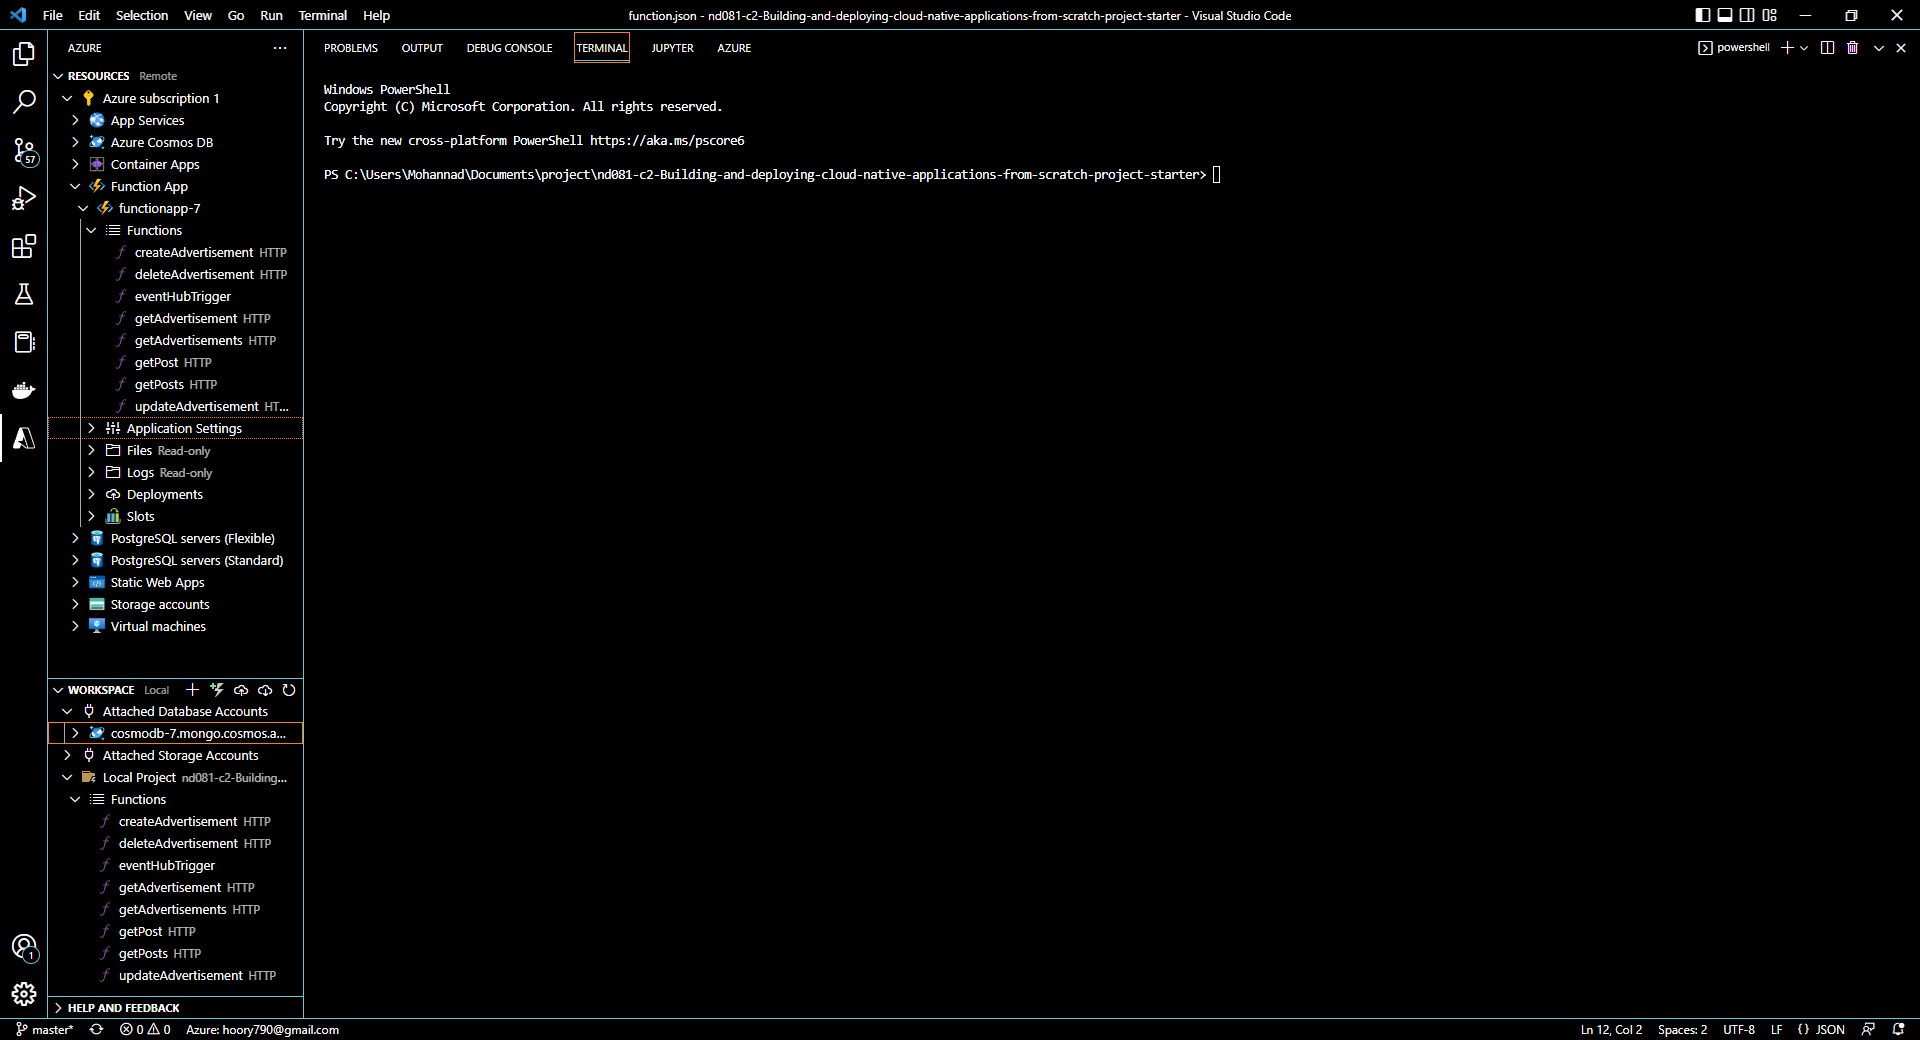 File Edit Selection View Go Run Terminal Help
function.json - nd081-c2-Building-and-deploying-cloud-native-applications-from-scratch-project-starter - Visual Studio Code
AZURE
RESOURCES Remote
Azure subscription 1
App Services
Azure Cosmos DB
Container Apps
Function App
functionapp-7
Functions
createAdvertisement HTTP
deleteAdvertisement HTTP
eventHubTrigger
getAdvertisement HTTP
getAdvertisements HTTP
getPost HTTP
getPosts HTTP
updateAdvertisement HT...
Application Settings
Files Read-only
Logs Read-only
Deployments
Slots
PostgreSQL servers (Flexible)
PostgreSQL servers (Standard)
Static Web Apps
Storage accounts
Virtual machines
WORKSPACE Local
Attached Database Accounts
cosmodb-7.mongo.cosmos.a...
Attached Storage Accounts
Local Project nd081-c2-Building...
Functions
createAdvertisement HTTP
deleteAdvertisement HTTP
eventHubTrigger
getAdvertisement HTTP
getAdvertisements HTTP
getPost HTTP
getPosts HTTP
updateAdvertisement HTTP
HELP AND FEEDBACK
57
1
PROBLEMS OUTPUT DEBUG CONSOLE TERMINAL JUPYTER AZURE
powershell
Windows PowerShell
Copyright (C) Microsoft Corporation. All rights reserved.
Try the new cross-platform PowerShell https://aka.ms/pscore6
PS C:\Users\Mohannad\Documents\project\nd081-c2-Building-and-deploying-cloud-native-applications-from-scratch-project-starter>
master* 0 0 Azure: hoory790@gmail.com
Ln 12, Col 2 Spaces: 2 UTF-8 LF {} JSON